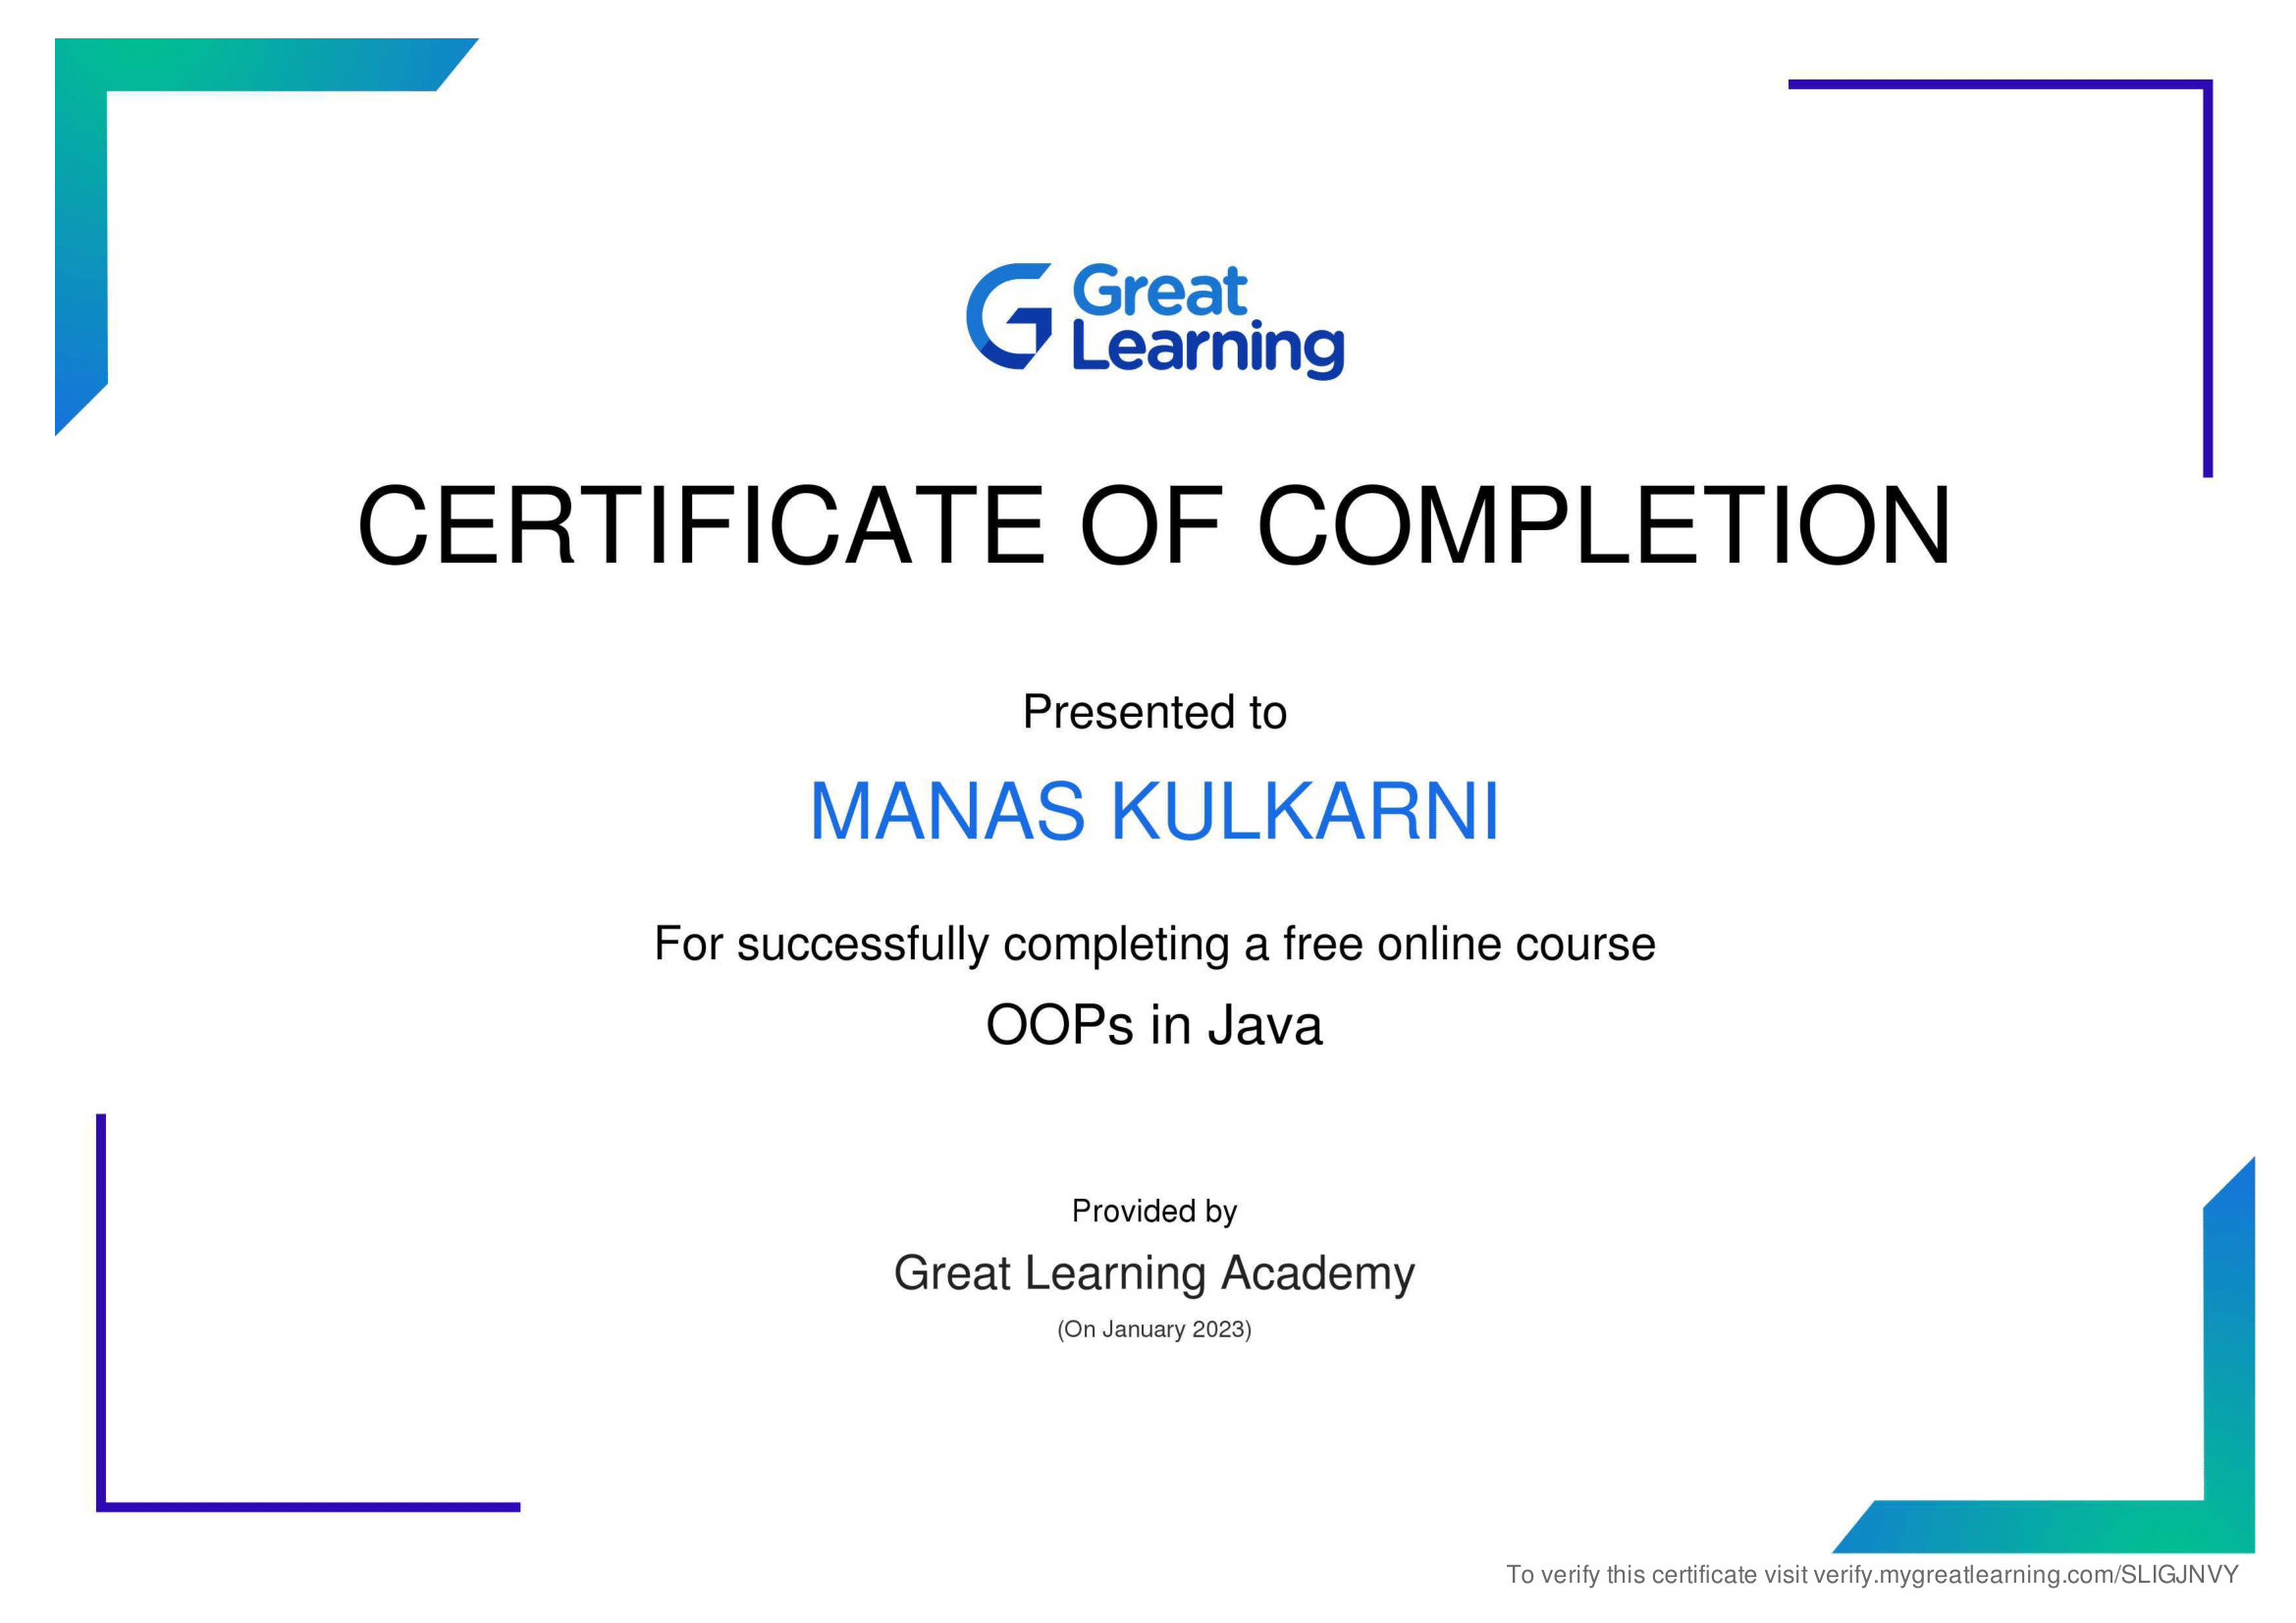 Great
Learning
CERTIFICATE OF COMPLETION
Presented to
MANAS KULKARNI
For successfully completing a free online course
OOPs in Java
Provided by
Great Learning Academy
(On January 2023)
To verify this certificate visit verify.mygreatlearning.com/SLIGJNVY